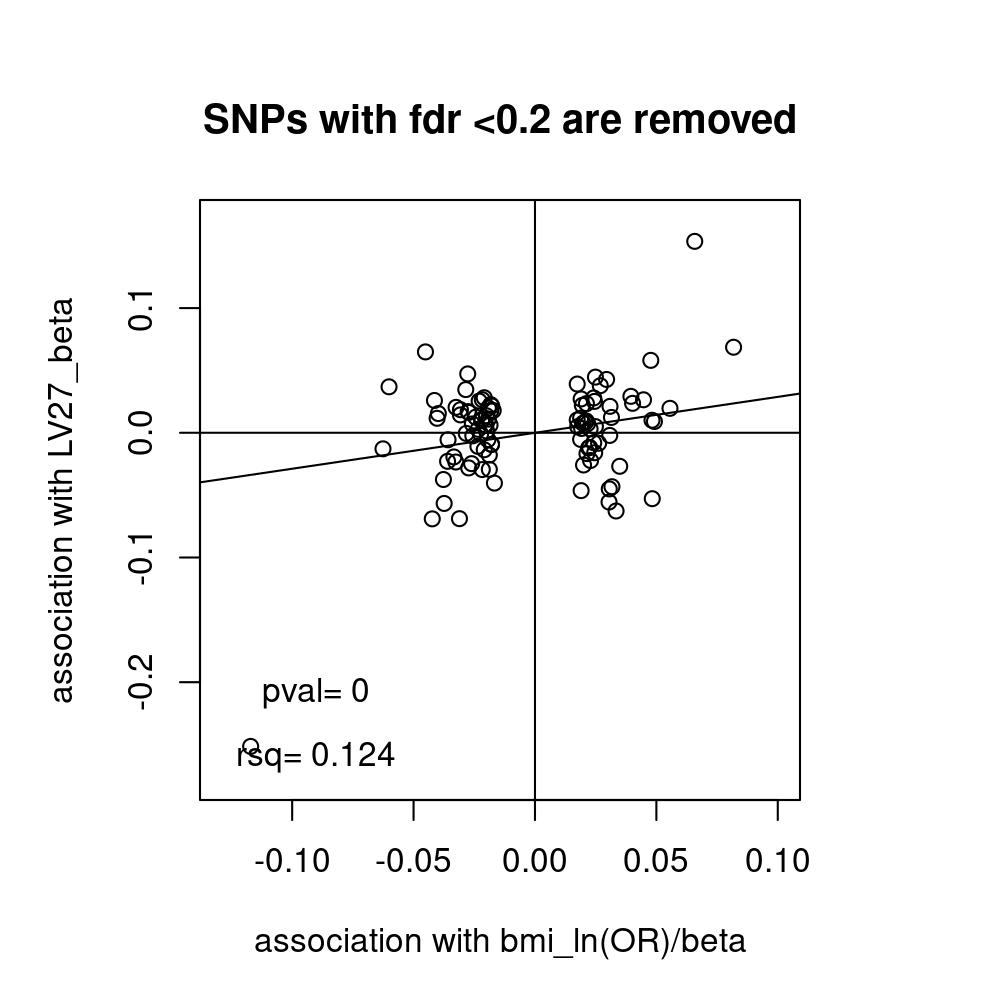 SNPs with fdr <0.2 are removed
association with LV27_beta
0.1
0.0
-0.1
-0.2
pval= 0
rsq= 0.124
-0.10 -0.05 0.00 0.05 0.10
association with bmi_ln(OR)/beta